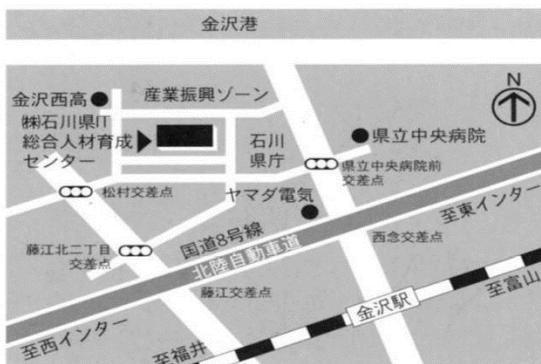 金沢港
金沢西高
産業振興ゾーン
N
㈱石川県IT
総合人材育成
センター
石川
県庁
県立中央病院
県立中央病院前
交差点
松村交差点
ヤマダ電気
至東インター
国道8号線
藤江北二丁目
交差点
北陸自動車道
西念交差点
藤江交差点
金沢駅
至富山
至西インター
至福井